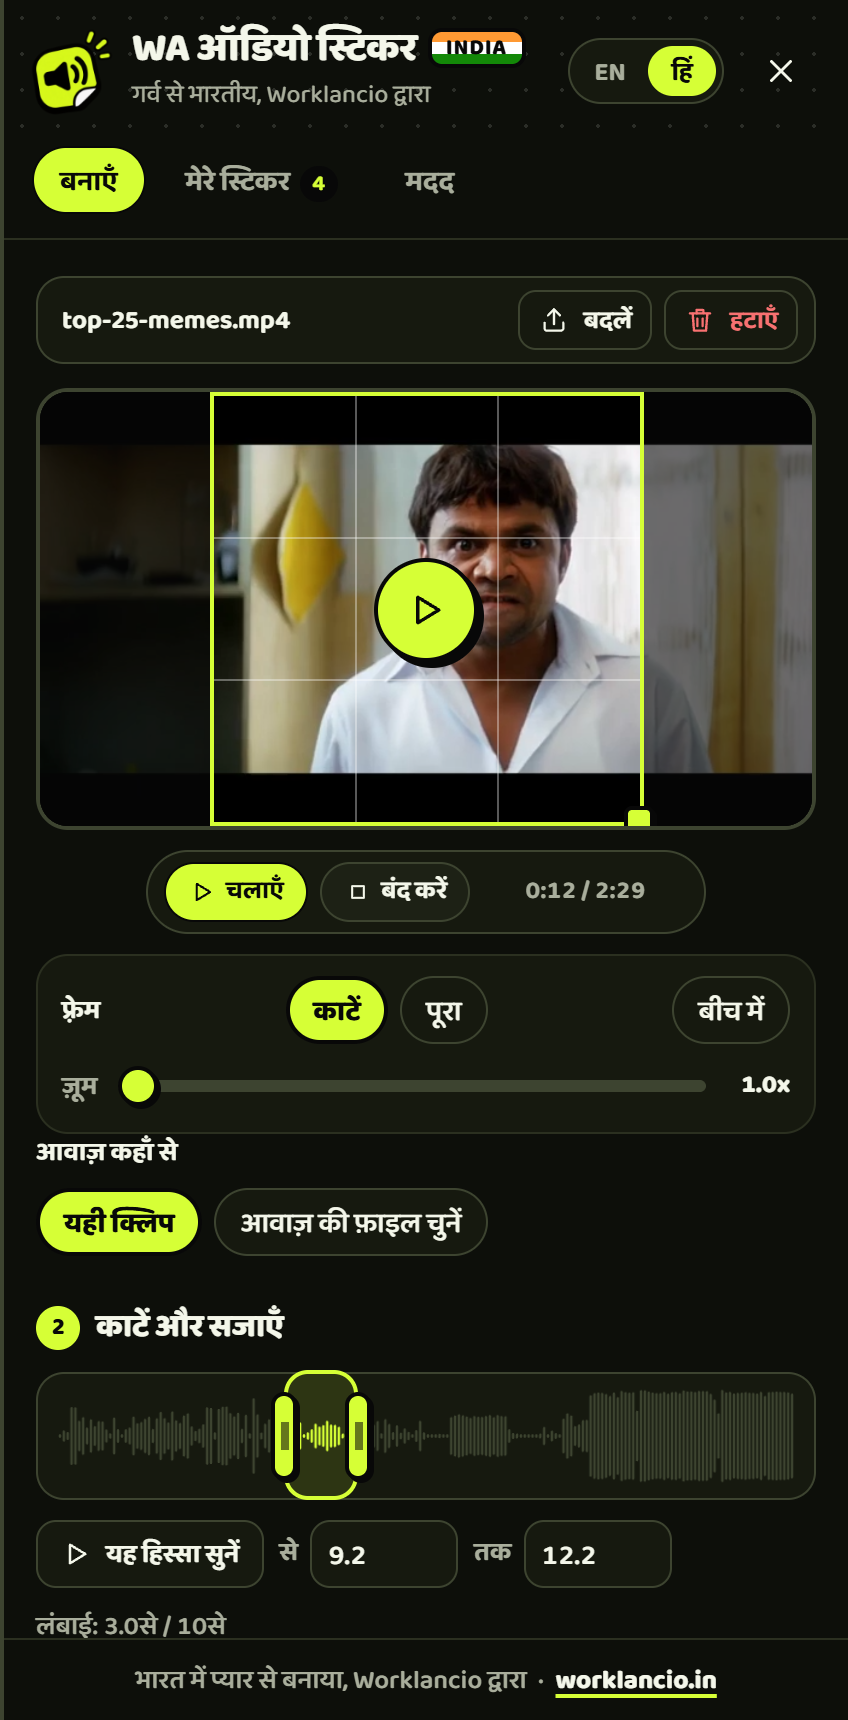 WA ऑडियो स्टिकर INDIA
गर्व से भारतीय, Worklancio द्वारा
EN हिं
बनाएँ मेरे स्टिकर 4 मदद
top-25-memes.mp4 बदलें हटाएँ
चलाएँ बंद करें 0:12 / 2:29
फ़्रेम काटें पूरा बीच में
ज़ूम 1.0x
आवाज़ कहाँ से
यही क्लिप आवाज़ की फ़ाइल चुनें
2 काटें और सजाएँ
यह हिस्सा सुनें से 9.2 तक 12.2
लंबाई: 3.0से / 10से
भारत में प्यार से बनाया, Worklancio द्वारा · worklancio.in